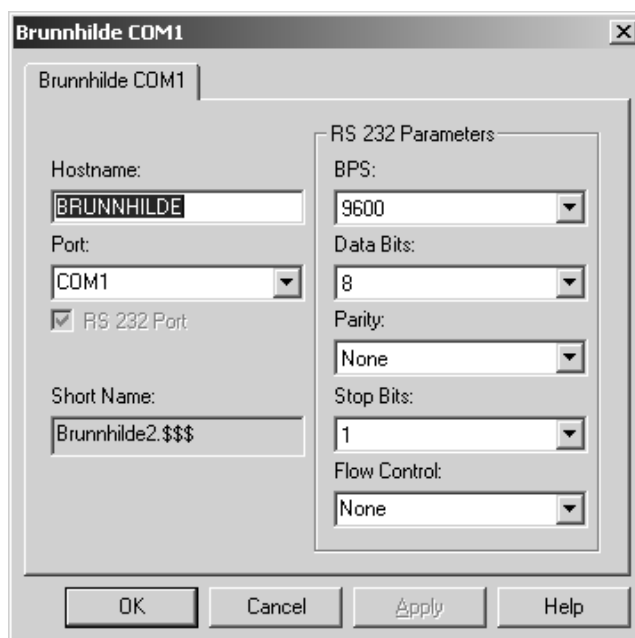 Brunnhilde COM1
Brunnhilde COM1
Hostname:
BRUNNHILDE
Port:
COM1
RS 232 Port
Short Name:
Brunnhilde2.$$$
RS 232 Parameters
BPS:
9600
Data Bits:
8
Parity:
None
Stop Bits:
1
Flow Control:
None
OK Cancel Apply Help